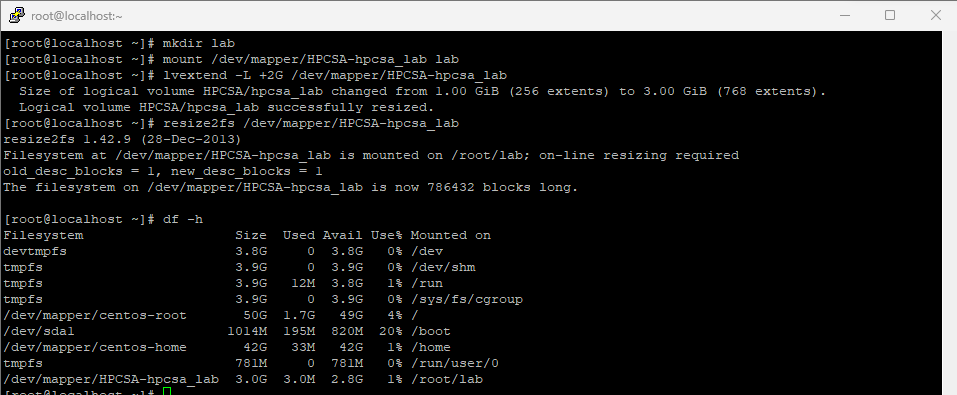 root@localhost:~
[root@localhost ~]# mkdir lab
[root@localhost ~]# mount /dev/mapper/HPCSA-hpcsa_lab lab
[root@localhost ~]# lvextend -L +2G /dev/mapper/HPCSA-hpcsa_lab
  Size of logical volume HPCSA/hpcsa_lab changed from 1.00 GiB (256 extents) to 3.00 GiB (768 extents).
  Logical volume HPCSA/hpcsa_lab successfully resized.
[root@localhost ~]# resize2fs /dev/mapper/HPCSA-hpcsa_lab
resize2fs 1.42.9 (28-Dec-2013)
Filesystem at /dev/mapper/HPCSA-hpcsa_lab is mounted on /root/lab; on-line resizing required
old_desc_blocks = 1, new_desc_blocks = 1
The filesystem on /dev/mapper/HPCSA-hpcsa_lab is now 786432 blocks long.

[root@localhost ~]# df -h
Filesystem                   Size  Used Avail Use% Mounted on
devtmpfs                     3.8G     0  3.8G   0% /dev
tmpfs                        3.9G     0  3.9G   0% /dev/shm
tmpfs                        3.9G   12M  3.8G   1% /run
tmpfs                        3.9G     0  3.9G   0% /sys/fs/cgroup
/dev/mapper/centos-root       50G  1.7G   49G   4% /
/dev/sda1                   1014M  195M  820M  20% /boot
/dev/mapper/centos-home       42G   33M   42G   1% /home
tmpfs                        781M     0  781M   0% /run/user/0
/dev/mapper/HPCSA-hpcsa_lab  3.0G  3.0M  2.8G   1% /root/lab
[root@localhost ~]#